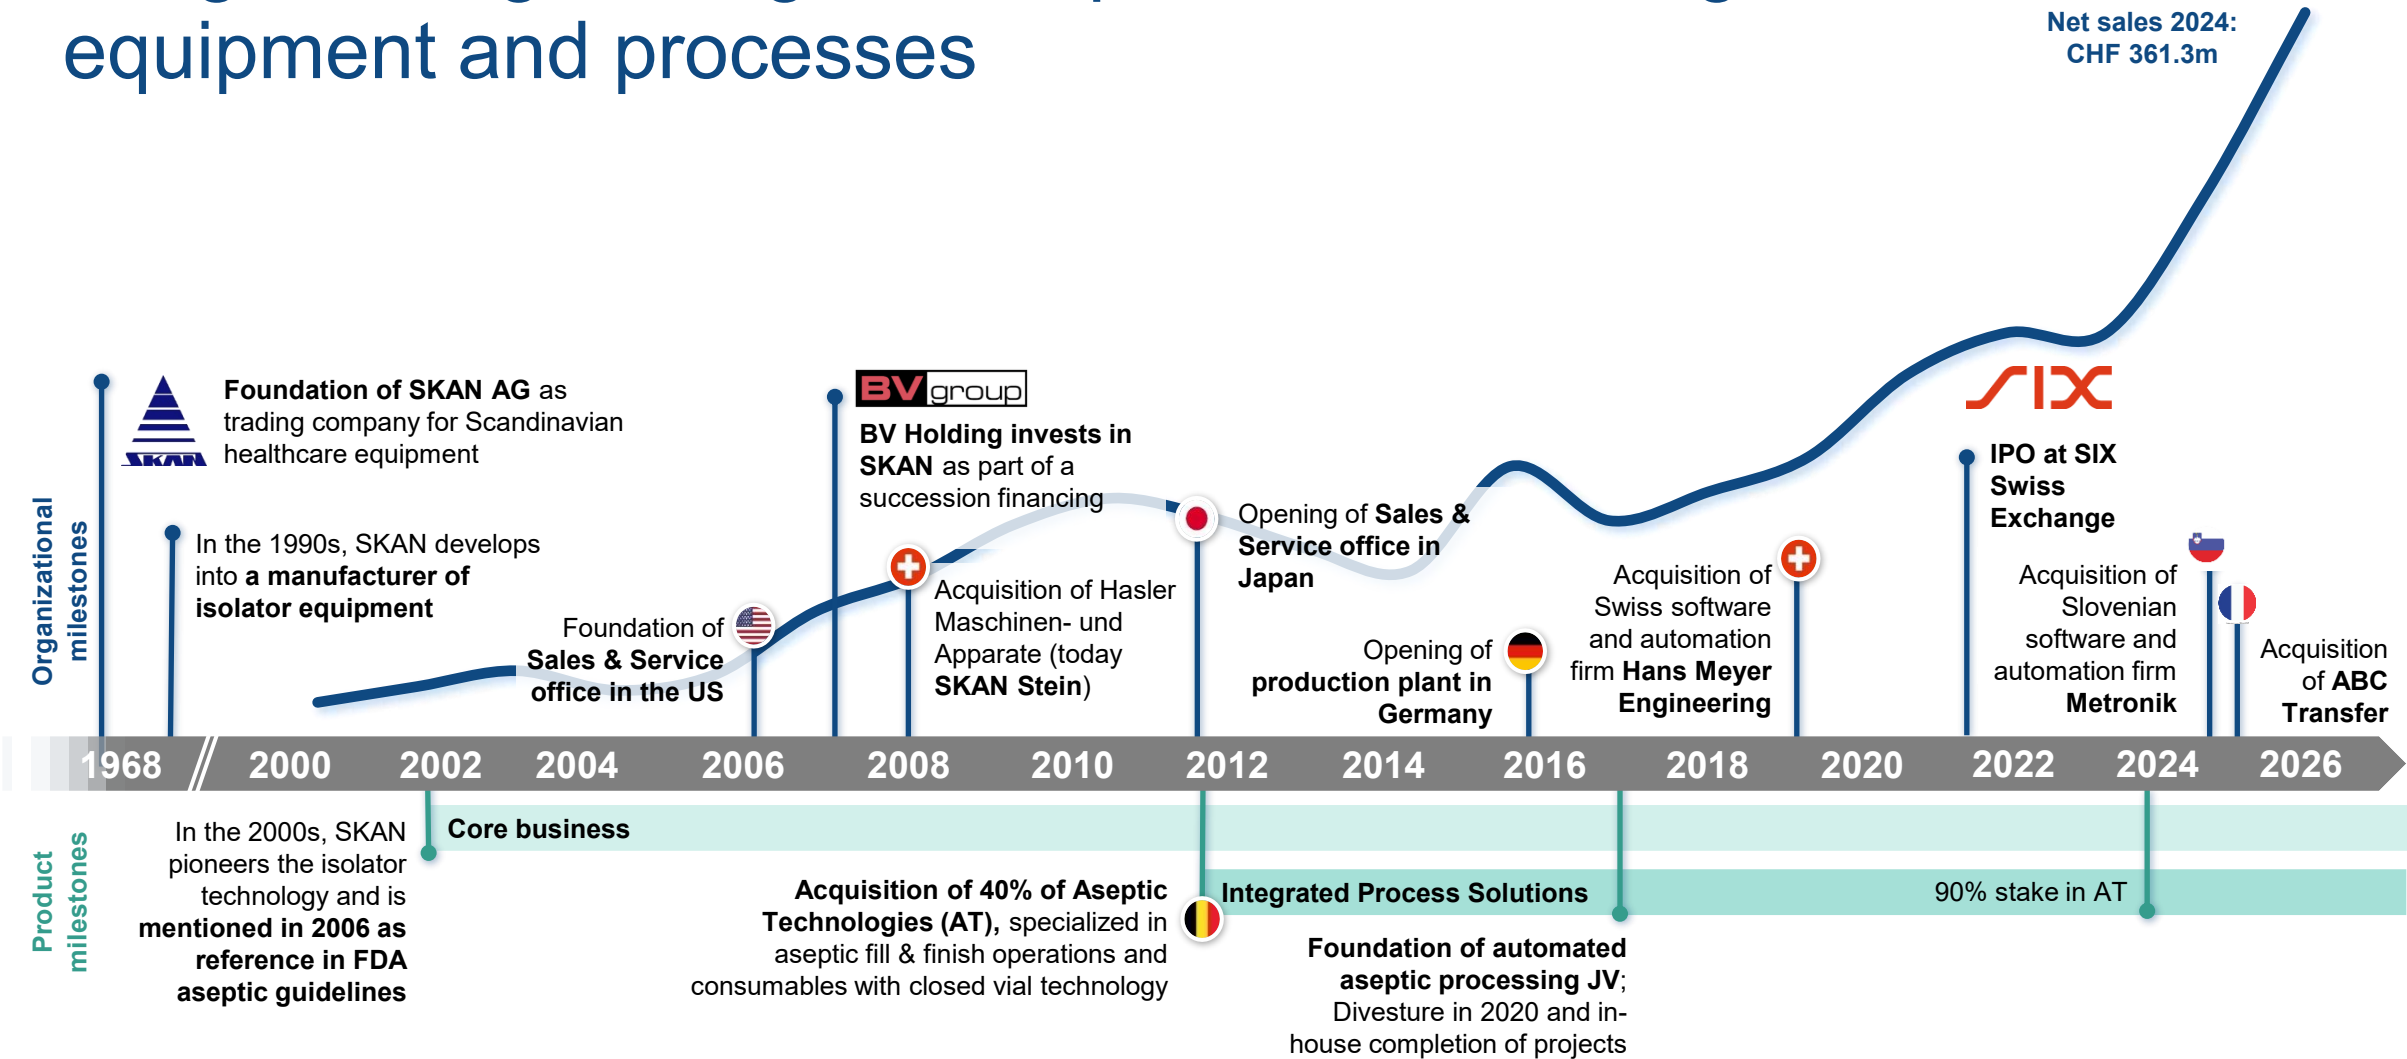 equipment and processes
Net sales 2024:
CHF 361.3m
Organizational
milestones
SKAN
Foundation of SKAN AG as
trading company for Scandinavian
healthcare equipment
In the 1990s, SKAN develops
into a manufacturer of
isolator equipment
Foundation of
Sales & Service
office in the US
BV group
BV Holding invests in
SKAN as part of a
succession financing
Acquisition of Hasler
Maschinen- und
Apparate (today
SKAN Stein)
Opening of Sales &
Service office in
Japan
Opening of
production plant in
Germany
Acquisition of
Swiss software
and automation
firm Hans Meyer
Engineering
SIX
IPO at SIX
Swiss
Exchange
Acquisition of
Slovenian
software and
automation firm
Metronik
Acquisition
of ABC
Transfer
1968 // 2000 2002 2004 2006 2008 2010 2012 2014 2016 2018 2020 2022 2024 2026
Product
milestones
In the 2000s, SKAN
pioneers the isolator
technology and is
mentioned in 2006 as
reference in FDA
aseptic guidelines
Core business
Acquisition of 40% of Aseptic
Technologies (AT), specialized in
aseptic fill & finish operations and
consumables with closed vial technology
Integrated Process Solutions
Foundation of automated
aseptic processing JV;
Divesture in 2020 and in-
house completion of projects
90% stake in AT